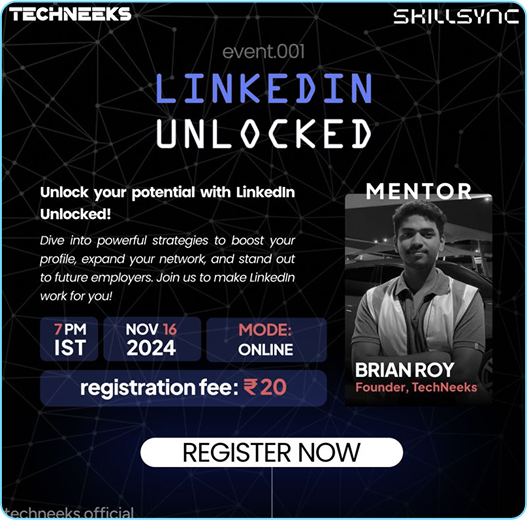 TECHNEEKS
SKILLSYNC
event.001
LINKEDIN
UNLOCKED
Unlock your potential with LinkedIn
Unlocked!
Dive into powerful strategies to boost your
profile, expand your network, and stand out
to future employers. Join us to make LinkedIn
work for you!
MENTOR
BRIAN ROY
Founder, TechNeeks
7PM
IST
NOV 16
2024
MODE:
ONLINE
registration fee: ₹20
REGISTER NOW
techneeks.official